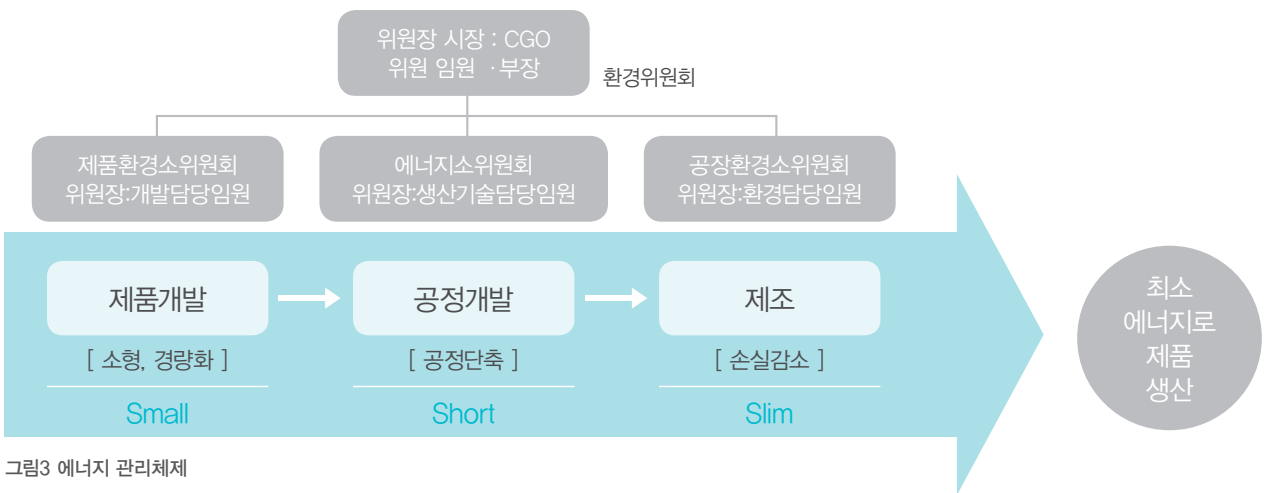 위원장 시장 : CGO
위원 임원 · 부장
환경위원회
제품환경소위원회
위원장:개발담당임원
에너지소위원회
위원장:생산기술담당임원
공장환경소위원회
위원장:환경담당임원
제품개발
공정개발
제조
[ 소형, 경량화 ]
[ 공정단축 ]
[ 손실감소 ]
Small
Short
Slim
최소
에너지로
제품
생산
그림3 에너지 관리체제